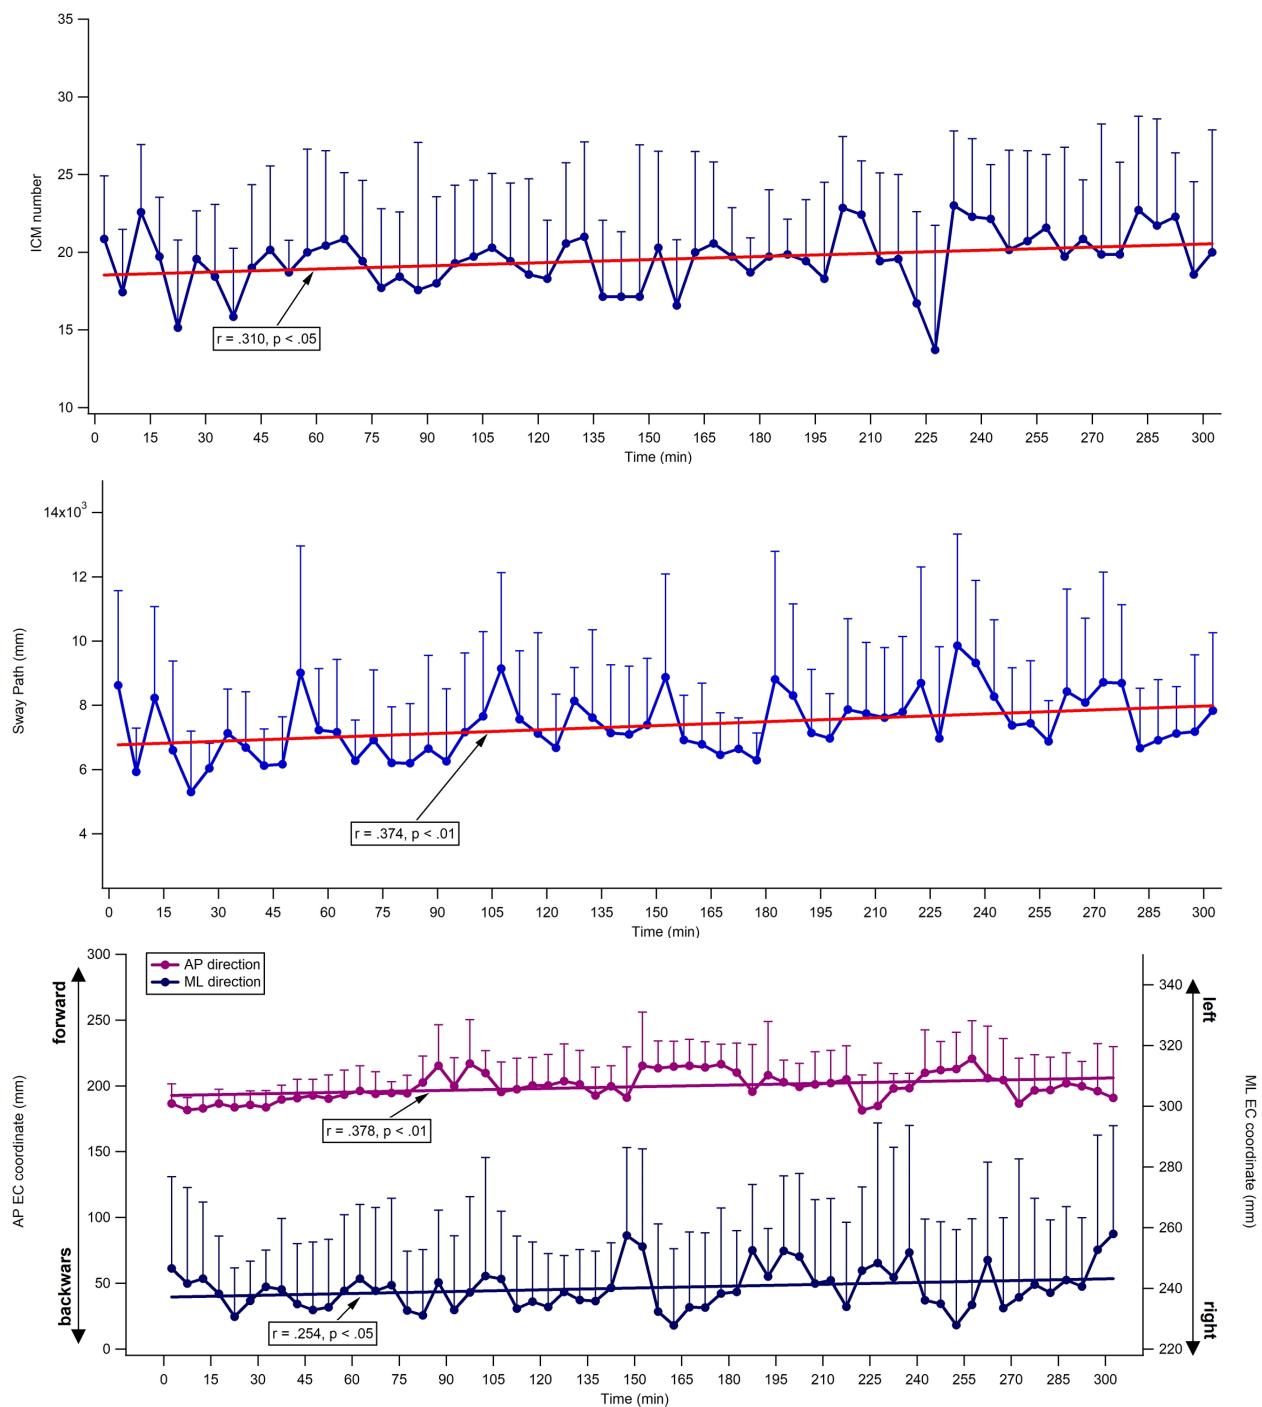 35
30
25
20
15
10
ICM number
r = .310, p < .05
0 15 30 45 60 75 90 105 120 135 150 165 180 195 210 225 240 255 270 285 300
Time (min)
14x10³
12
10
8
6
4
Sway Path (mm)
r = .374, p < .01
0 15 30 45 60 75 90 105 120 135 150 165 180 195 210 225 240 255 270 285 300
Time (min)
300
250
200
150
100
50
0
forward
backwars
AP EC coordinate (mm)
AP direction
ML direction
r = .378, p < .01
r = .254, p < .05
340
320
300
280
260
240
220
left
right
ML EC coordinate (mm)
0 15 30 45 60 75 90 105 120 135 150 165 180 195 210 225 240 255 270 285 300
Time (min)